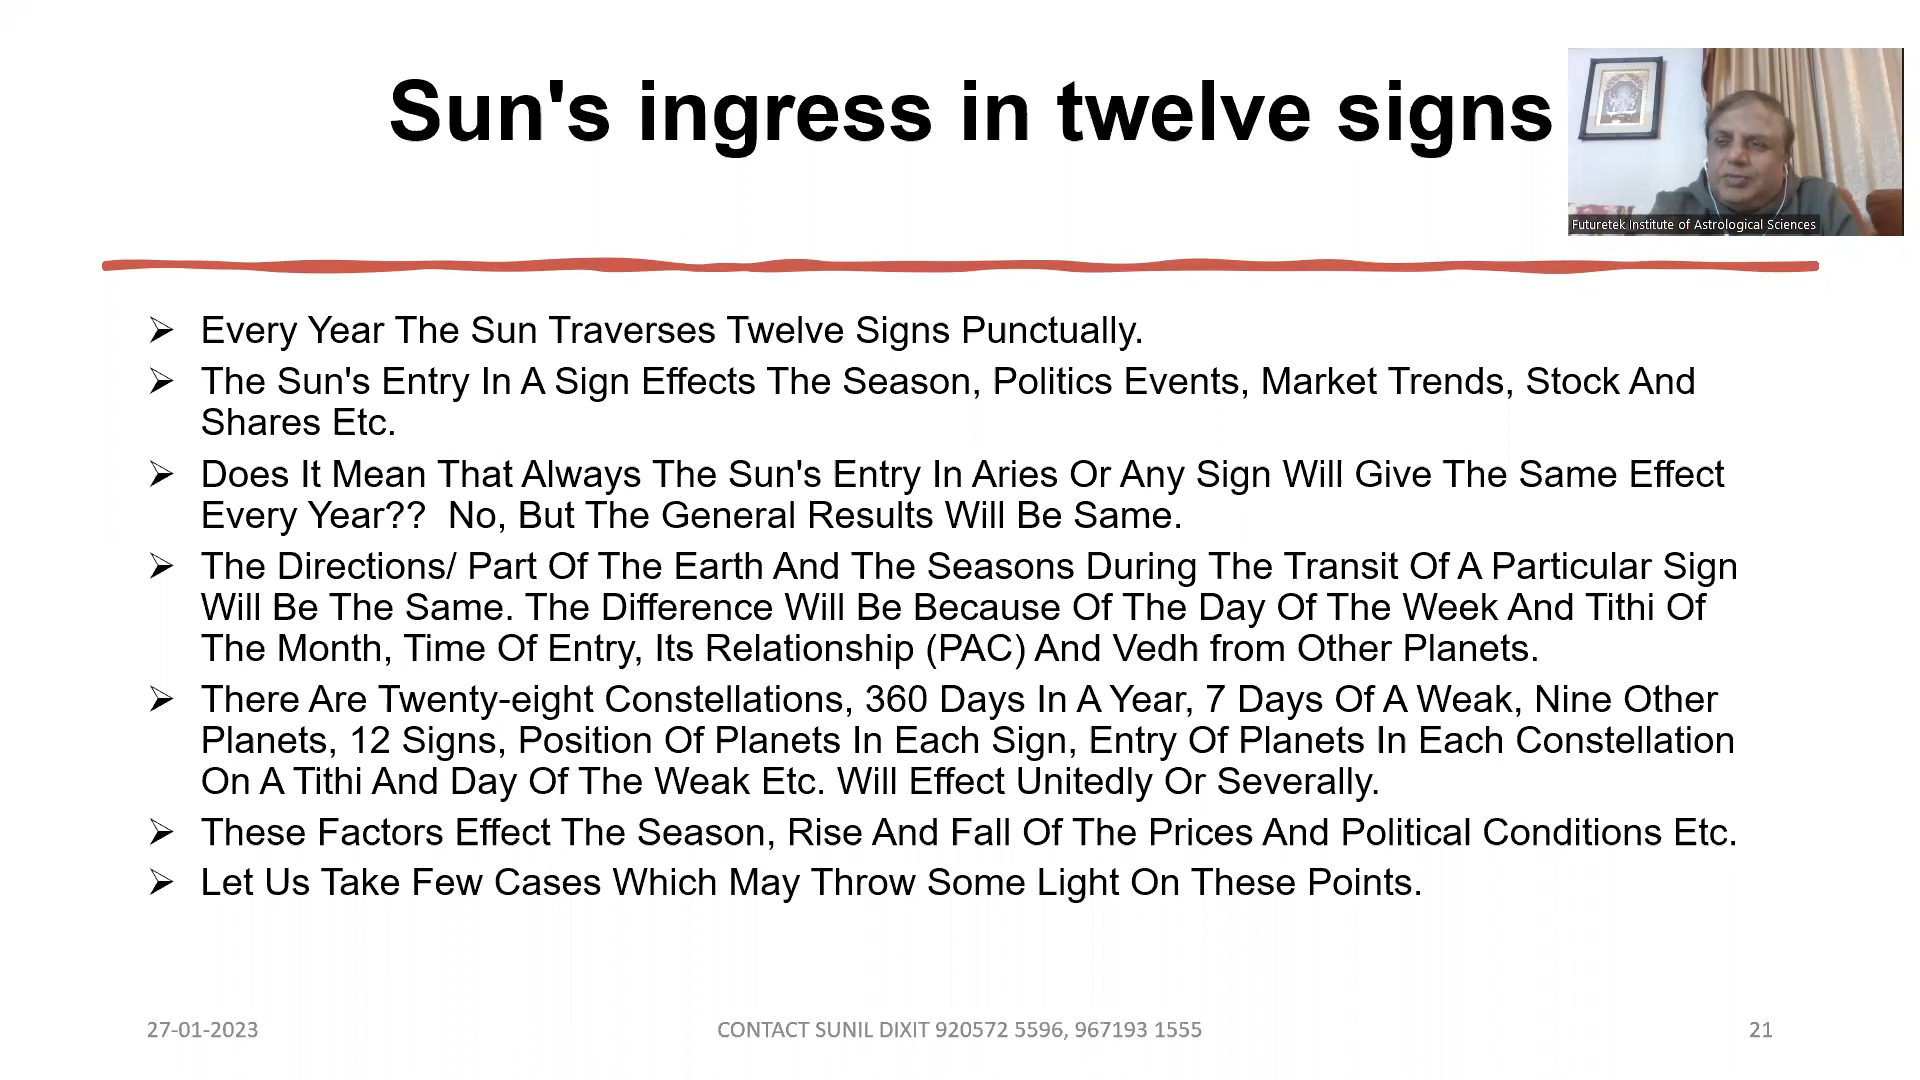 Sun's ingress in twelve signs
Futuretek Institute of Astrological Sciences
Every Year The Sun Traverses Twelve Signs Punctually.
The Sun's Entry In A Sign Effects The Season, Politics Events, Market Trends, Stock And
Shares Etc.
Does It Mean That Always The Sun's Entry In Aries Or Any Sign Will Give The Same Effect
Every Year?? No, But The General Results Will Be Same.
The Directions/ Part Of The Earth And The Seasons During The Transit Of A Particular Sign
Will Be The Same. The Difference Will Be Because Of The Day Of The Week And Tithi Of
The Month, Time Of Entry, Its Relationship (PAC) And Vedh from Other Planets.
There Are Twenty-eight Constellations, 360 Days In A Year, 7 Days Of A Weak, Nine Other
Planets, 12 Signs, Position Of Planets In Each Sign, Entry Of Planets In Each Constellation
On A Tithi And Day Of The Weak Etc. Will Effect Unitedly Or Severally.
These Factors Effect The Season, Rise And Fall Of The Prices And Political Conditions Etc.
Let Us Take Few Cases Which May Throw Some Light On These Points.
27-01-2023
CONTACT SUNIL DIXIT 920572 5596, 967193 1555
21